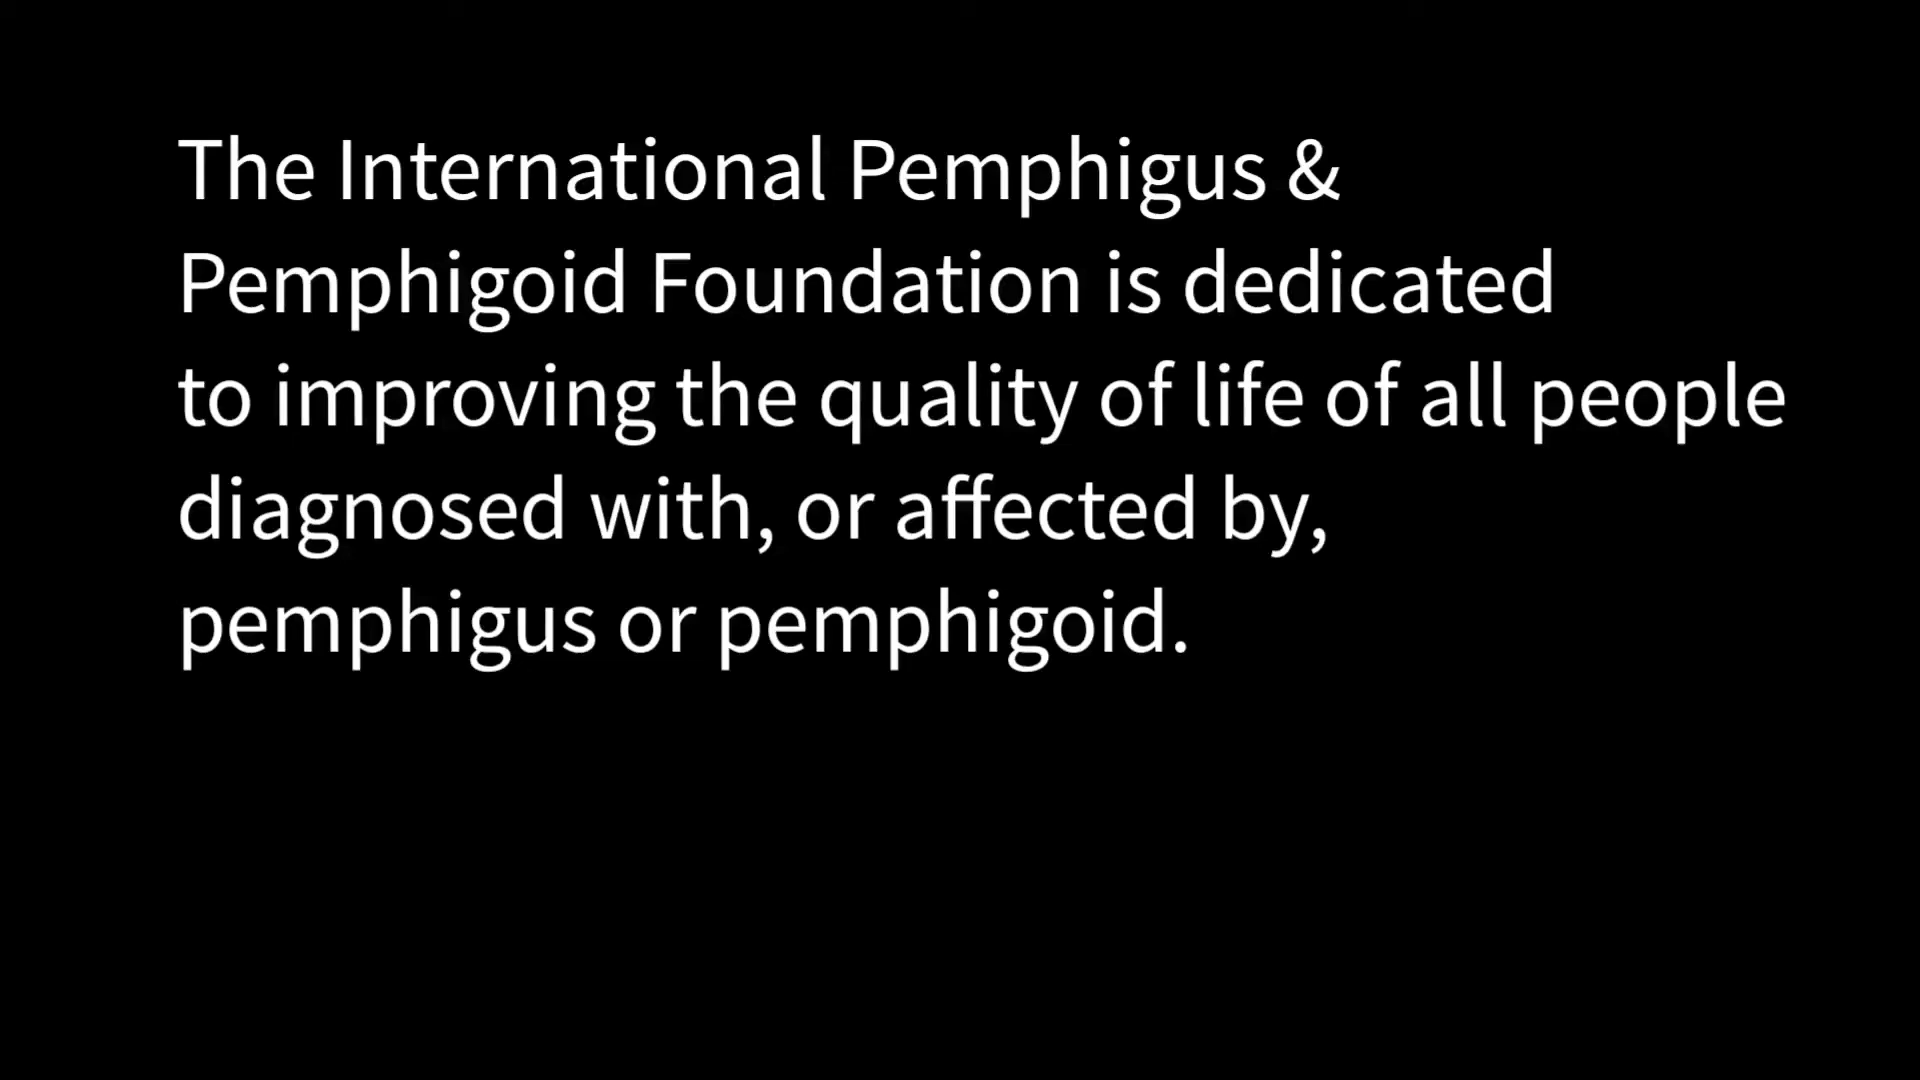 The International Pemphigus &
Pemphigoid Foundation is dedicated
to improving the quality of life of all people
diagnosed with, or affected by,
pemphigus or pemphigoid.